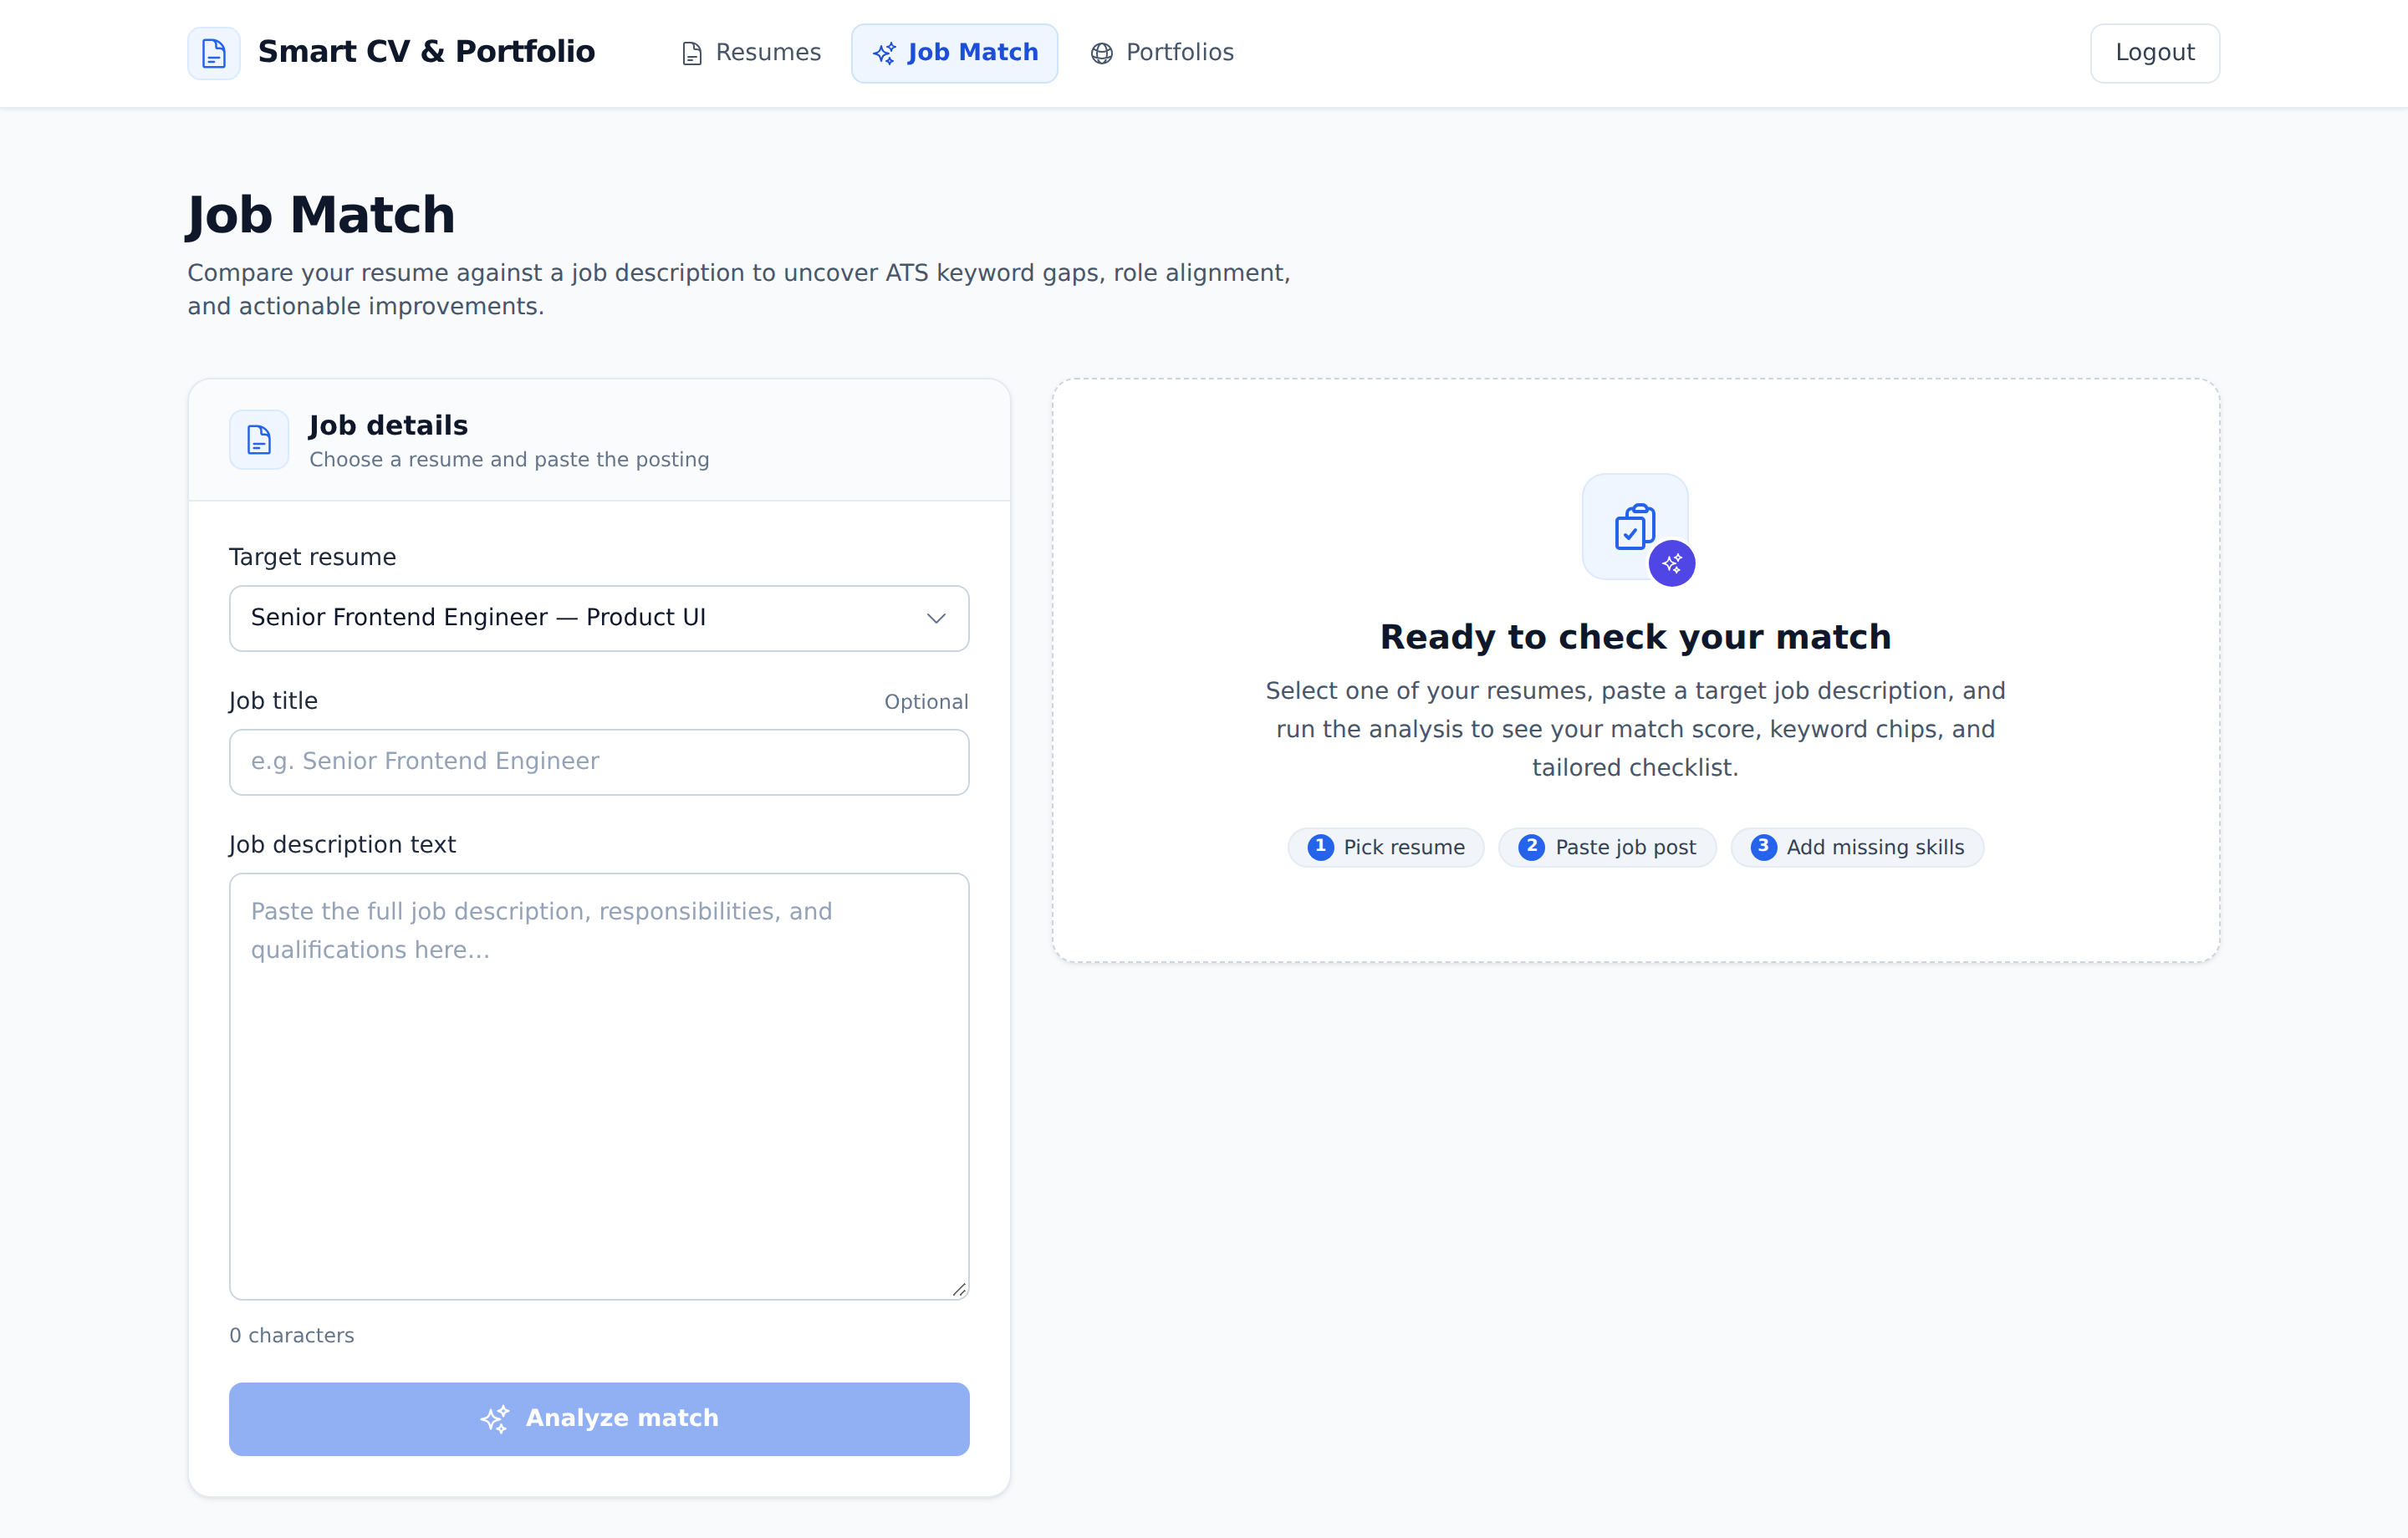 Smart CV & Portfolio
Resumes
Job Match
Portfolios
Logout
Job Match
Compare your resume against a job description to uncover ATS keyword gaps, role alignment,
and actionable improvements.
Job details
Choose a resume and paste the posting
Target resume
Senior Frontend Engineer — Product UI
Job title
Optional
e.g. Senior Frontend Engineer
Job description text
Paste the full job description, responsibilities, and
qualifications here...
0 characters
Analyze match
Ready to check your match
Select one of your resumes, paste a target job description, and
run the analysis to see your match score, keyword chips, and
tailored checklist.
1 Pick resume
2 Paste job post
3 Add missing skills